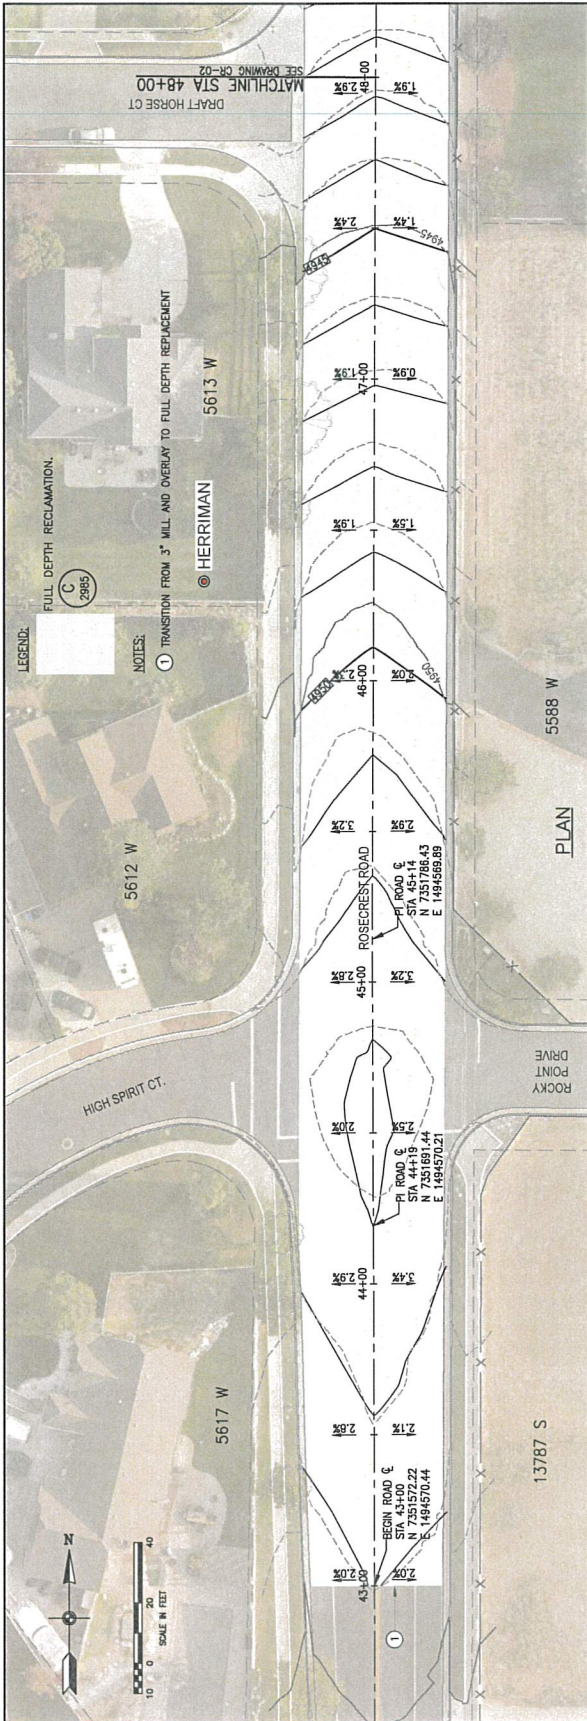 LEGEND:
FULL DEPTH RECLAMATION.
C
2985
NOTES:
1 TRANSITION FROM 3" MILL AND OVERLAY TO FULL DEPTH REPLACEMENT
HERRIMAN
N
10 0 20 40
SCALE IN FEET
5617 W
HIGH SPIRIT CT.
5612 W
5613 W
DRAFT HORSE CT
MATCHLINE STA 48+00
SEE DRAWING CR-02
4950
4945
2.0%
2.8%
2.9%
2.0%
2.8%
3.2%
2.3%
1.9%
1.9%
2.4%
2.9%
43+00
44+00
45+00
ROSECREST ROAD
46+00
47+00
48+00
2.0%
2.1%
3.4%
2.5%
3.2%
2.9%
2.0%
1.5%
0.9%
1.4%
1.9%
4950
4945
1
BEGIN ROAD ℄
STA 43+00
N 7351572.22
E 1494570.44
PI ROAD ℄
STA 44+19
N 7351691.44
E 1494570.21
PI ROAD ℄
STA 45+14
N 7351786.43
E 1494569.89
13787 S
ROCKY
POINT
DRIVE
5588 W
PLAN